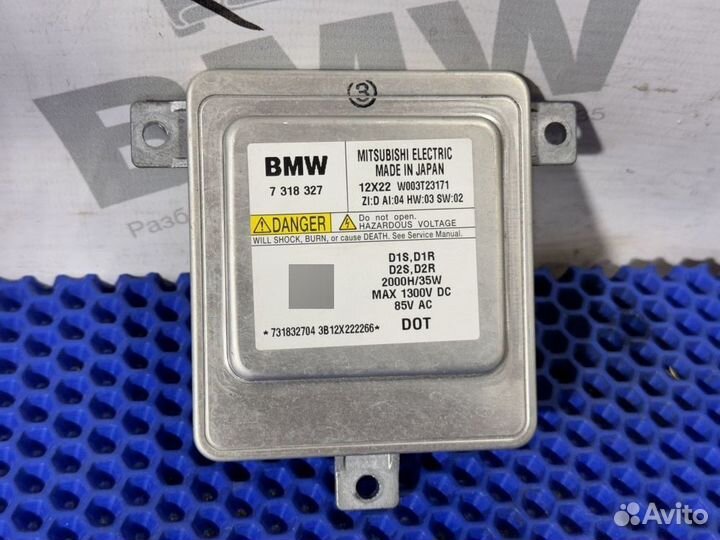 BMW
3
BMW
7 318 327
MITSUBISHI ELECTRIC
MADE IN JAPAN
12X22 W003T23171
ZI:D AI:04 HW:03 SW:02
DANGER
Do not open.
HAZARDOUS VOLTAGE
WILL SHOCK, BURN, or cause DEATH. See Service Manual.
D1S,D1R
D2S,D2R
2000H/35W
MAX 1300V DC
85V AC
*731832704 3B12X222266*
DOT
Avito